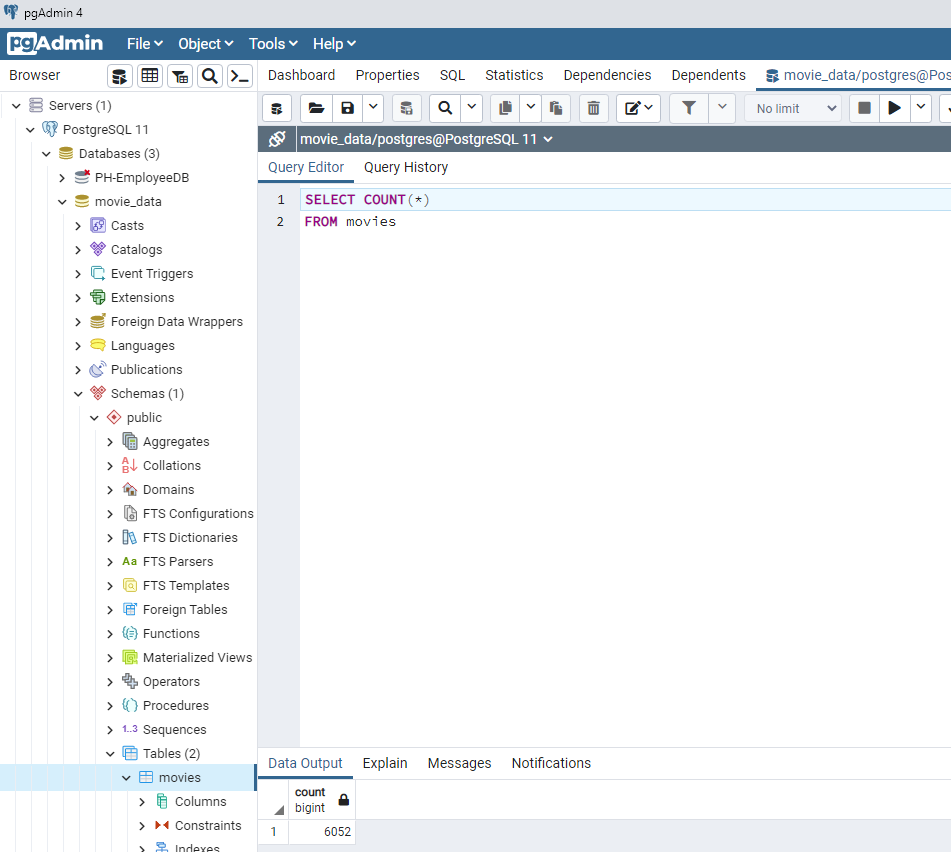 pgAdmin 4
pgAdmin File Object Tools Help
Browser
Dashboard Properties SQL Statistics Dependencies Dependents movie_data/postgres@Pos
No limit
movie_data/postgres@PostgreSQL 11
Query Editor Query History
1 SELECT COUNT(*)
2 FROM movies
Servers (1)
PostgreSQL 11
Databases (3)
PH-EmployeeDB
movie_data
Casts
Catalogs
Event Triggers
Extensions
Foreign Data Wrappers
Languages
Publications
Schemas (1)
public
Aggregates
Collations
Domains
FTS Configurations
FTS Dictionaries
Aa FTS Parsers
FTS Templates
Foreign Tables
Functions
Materialized Views
Operators
Procedures
1..3 Sequences
Tables (2)
movies
Columns
Constraints
Indexes
Data Output Explain Messages Notifications
count
bigint
1 6052